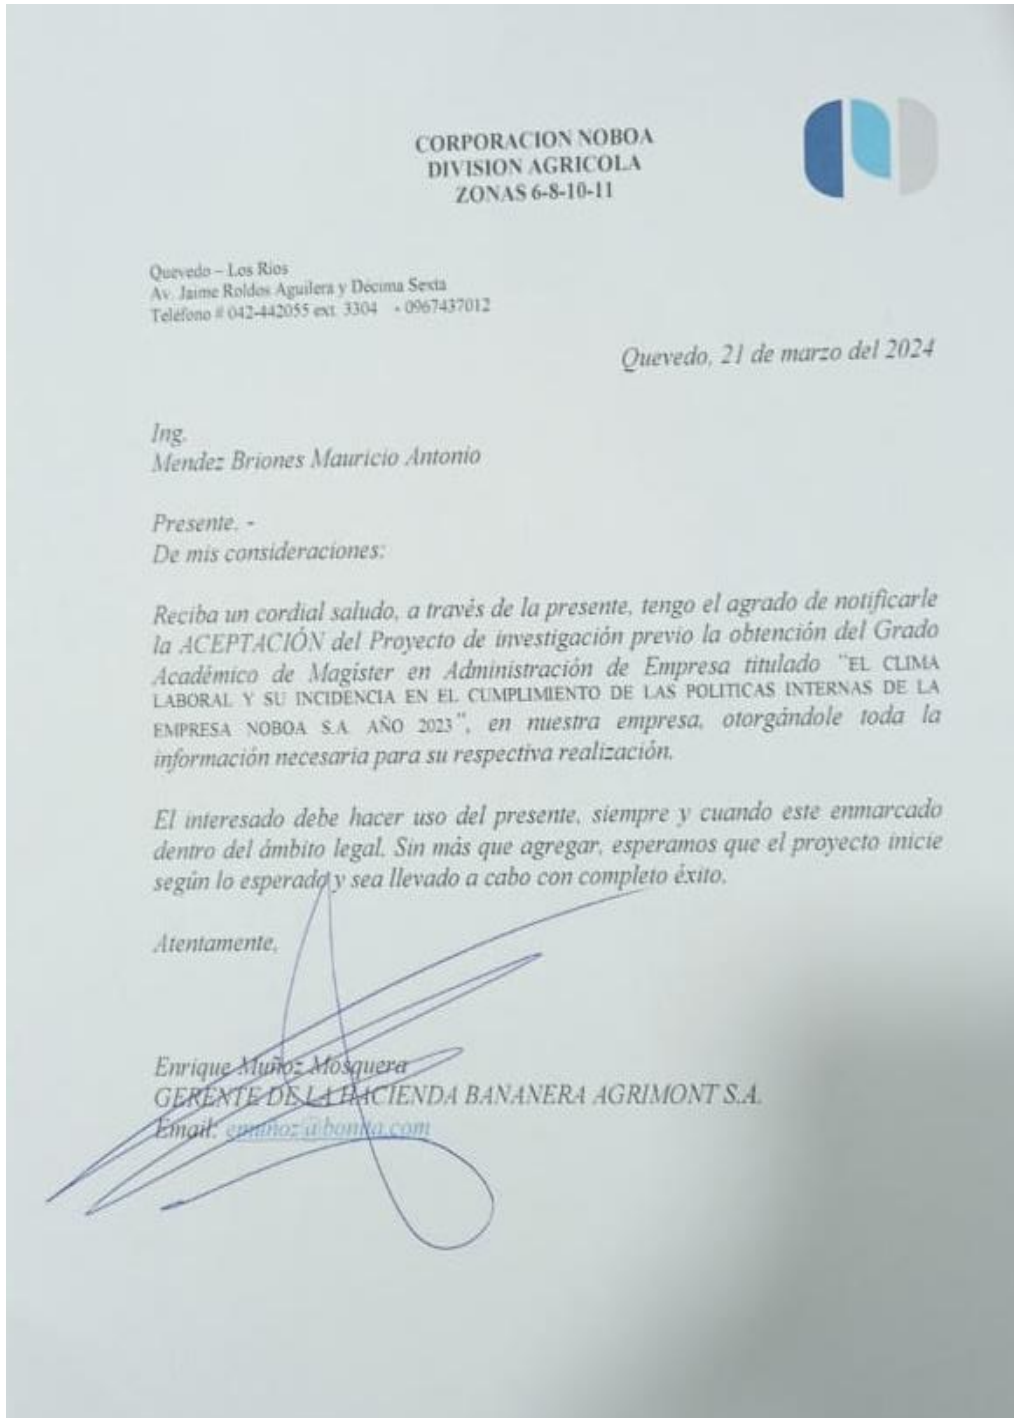 CORPORACION NOBOA
DIVISION AGRICOLA
ZONAS 6-8-10-11
Quevedo – Los Rios
Av. Jaime Roldos Aguilera y Décima Sexta
Teléfono # 042-442055 ext. 3304 - 0967437012
Quevedo, 21 de marzo del 2024
Ing.
Mendez Briones Mauricio Antonio
Presente. -
De mis consideraciones:
Reciba un cordial saludo, a través de la presente, tengo el agrado de notificarle
la ACEPTACIÓN del Proyecto de investigación previo la obtención del Grado
Académico de Magíster en Administración de Empresa titulado “EL CLIMA
LABORAL Y SU INCIDENCIA EN EL CUMPLIMIENTO DE LAS POLITICAS INTERNAS DE LA
EMPRESA NOBOA S.A. AÑO 2023”, en nuestra empresa, otorgándole toda la
información necesaria para su respectiva realización.
El interesado debe hacer uso del presente, siempre y cuando este enmarcado
dentro del ámbito legal. Sin más que agregar, esperamos que el proyecto inicie
según lo esperado y sea llevado a cabo con completo éxito.
Atentamente,
Enrique Muñoz Mosquera
GERENTE DE LA HACIENDA BANANERA AGRIMONT S.A.
Email: emunoz@bonita.com